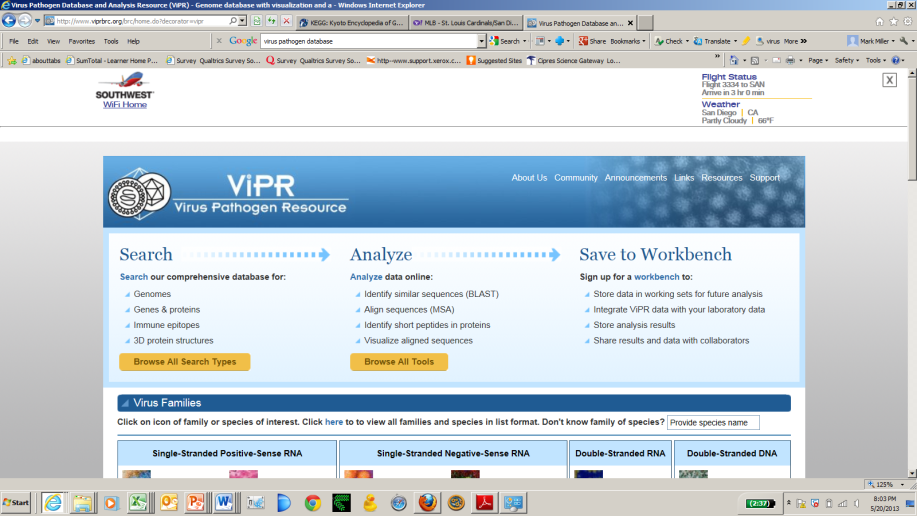 Virus Pathogen Database and Analysis Resource (ViPR) - Genome database with visualization and a - Windows Internet Explorer
http://www.viprbrc.org/brc/home.do?decorator=vipr
KEGG: Kyoto Encyclopedia of G...
MLB - St. Louis Cardinals/San Di...
Virus Pathogen Database an...
File Edit View Favorites Tools Help
x Google virus pathogen database Search Share Bookmarks Check Translate virus More >> Mark Miller
abouttabs SumTotal - Learner Home P... Survey Qualtrics Survey So... Survey Qualtrics Survey So... http--www.support.xerox.c... Suggested Sites Cipres Science Gateway Lo... Page Safety Tools
SOUTHWEST
WiFi Home
Flight Status
Flight 3334 to SAN
Arrive in 3 hr 0 min
Weather
San Diego | CA
Partly Cloudy | 66°F
X
ViPR
Virus Pathogen Resource
About Us Community Announcements Links Resources Support
Search
Search our comprehensive database for:
Genomes
Genes & proteins
Immune epitopes
3D protein structures
Browse All Search Types
Analyze
Analyze data online:
Identify similar sequences (BLAST)
Align sequences (MSA)
Identify short peptides in proteins
Visualize aligned sequences
Browse All Tools
Save to Workbench
Sign up for a workbench to:
Store data in working sets for future analysis
Integrate ViPR data with your laboratory data
Store analysis results
Share results and data with collaborators
Virus Families
Click on icon of family or species of interest. Click here to to view all families and species in list format. Don't know family of species? Provide species name
Single-Stranded Positive-Sense RNA
Single-Stranded Negative-Sense RNA
Double-Stranded RNA
Double-Stranded DNA
125%
Start
(2:37)
8:03 PM
5/20/2013